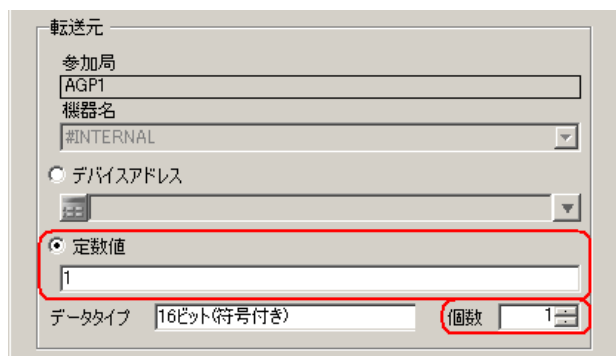 転送元
参加局
AGP1
機器名
#INTERNAL
デバイスアドレス
定数値
1
データタイプ 16ビット(符号付き) 個数 1